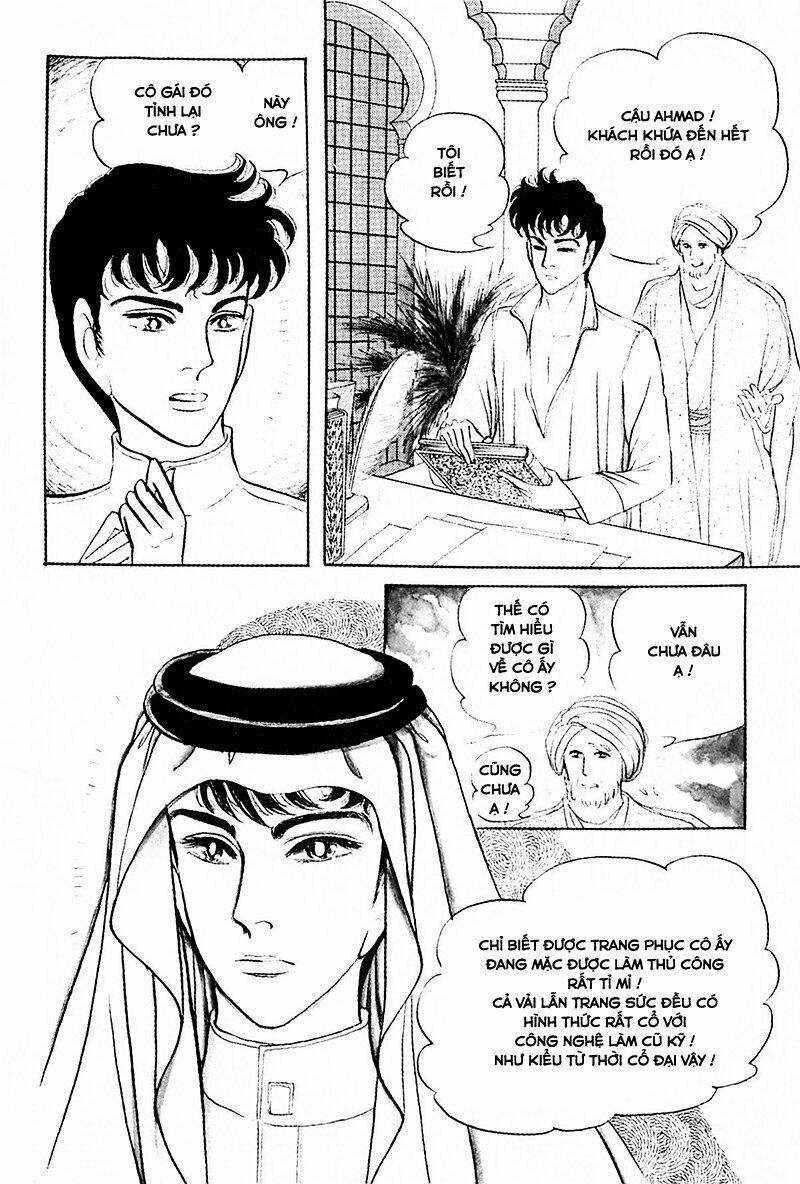 CẬU AHMAD!
KHÁCH KHỨA ĐẾN HẾT
RỒI ĐÓ Ạ!
TÔI
BIẾT
RỒI!
NÀY
ÔNG!
CÔ GÁI ĐÓ
TỈNH LẠI
CHƯA?
VẪN
CHƯA ĐÂU
Ạ!
THẾ CÓ
TÌM HIỂU
ĐƯỢC GÌ
VỀ CÔ ẤY
KHÔNG?
CŨNG
CHƯA
Ạ!
CHỈ BIẾT ĐƯỢC TRANG PHỤC CÔ ẤY
ĐANG MẶC ĐƯỢC LÀM THỦ CÔNG
RẤT TỈ MỈ!
CẢ VẢI LẪN TRANG SỨC ĐỀU CÓ
HÌNH THỨC RẤT CỔ VỚI
CÔNG NGHỆ LÀM CŨ KỸ!
NHƯ KIỂU TỪ THỜI CỔ ĐẠI VẬY!